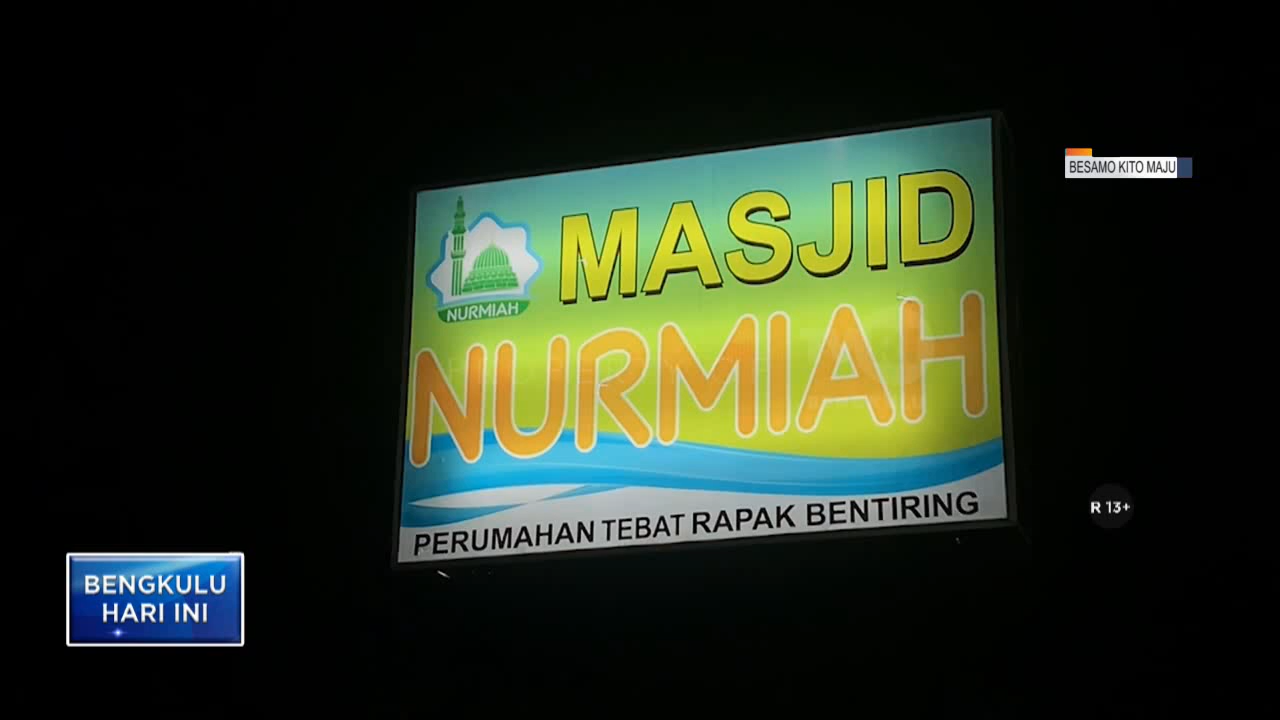 BESAMO KITO MAJU
MASJID
NURMIAH
NURMIAH
PERUMAHAN TEBAT RAPAK BENTIRING
R 13+
BENGKULU
HARI INI